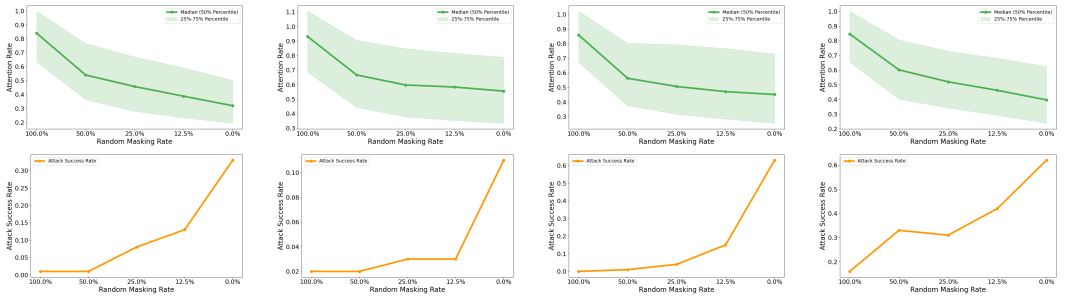 Attention Rate
1.0
0.9
0.8
0.7
0.6
0.5
0.4
0.3
0.2
Median (50% Percentile)
25%-75% Percentile
100.0% 50.0% 25.0% 12.5% 0.0%
Random Masking Rate
Attention Rate
1.1
1.0
0.9
0.8
0.7
0.6
0.5
0.4
0.3
Median (50% Percentile)
25%-75% Percentile
100.0% 50.0% 25.0% 12.5% 0.0%
Random Masking Rate
Attention Rate
1.0
0.9
0.8
0.7
0.6
0.5
0.4
0.3
Median (50% Percentile)
25%-75% Percentile
100.0% 50.0% 25.0% 12.5% 0.0%
Random Masking Rate
Attention Rate
1.0
0.9
0.8
0.7
0.6
0.5
0.4
0.3
0.2
Median (50% Percentile)
25%-75% Percentile
100.0% 50.0% 25.0% 12.5% 0.0%
Random Masking Rate
Attack Success Rate
0.30
0.25
0.20
0.15
0.10
0.05
0.00
Attack Success Rate
100.0% 50.0% 25.0% 12.5% 0.0%
Random Masking Rate
Attack Success Rate
0.10
0.08
0.06
0.04
0.02
Attack Success Rate
100.0% 50.0% 25.0% 12.5% 0.0%
Random Masking Rate
Attack Success Rate
0.6
0.5
0.4
0.3
0.2
0.1
0.0
Attack Success Rate
100.0% 50.0% 25.0% 12.5% 0.0%
Random Masking Rate
Attack Success Rate
0.6
0.5
0.4
0.3
0.2
Attack Success Rate
100.0% 50.0% 25.0% 12.5% 0.0%
Random Masking Rate